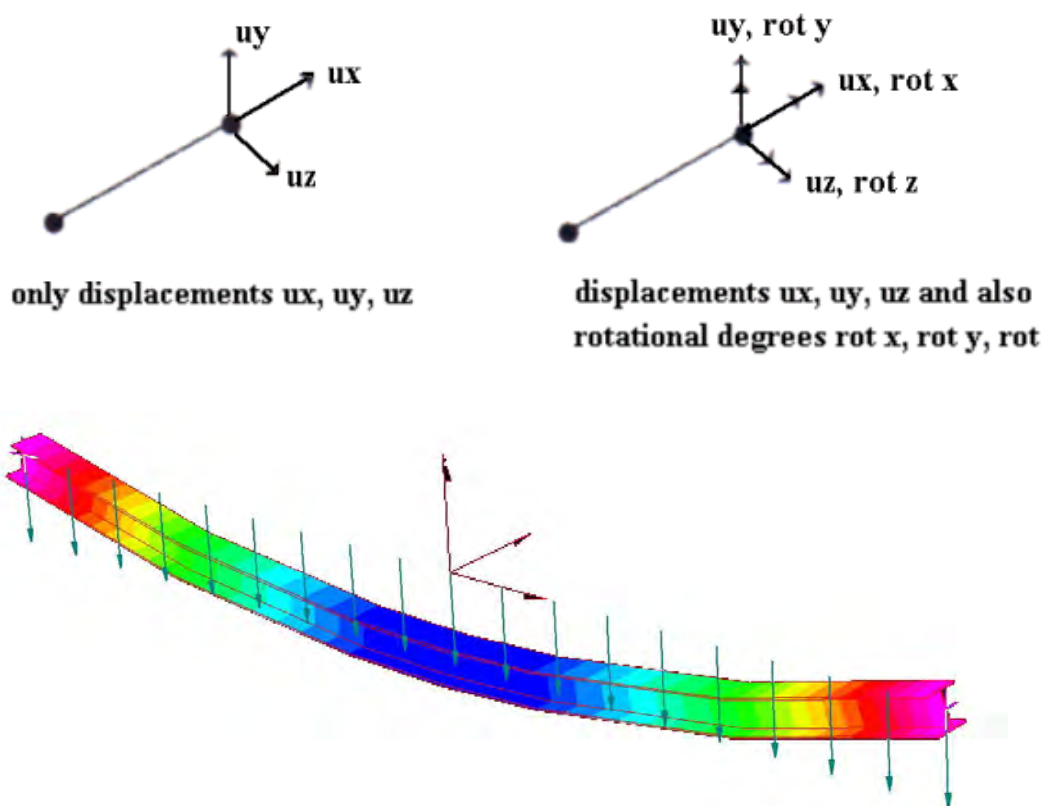 uy
ux
uz
only displacements ux, uy, uz
uy, rot y
ux, rot x
uz, rot z
displacements ux, uy, uz and also
rotational degrees rot x, rot y, rot